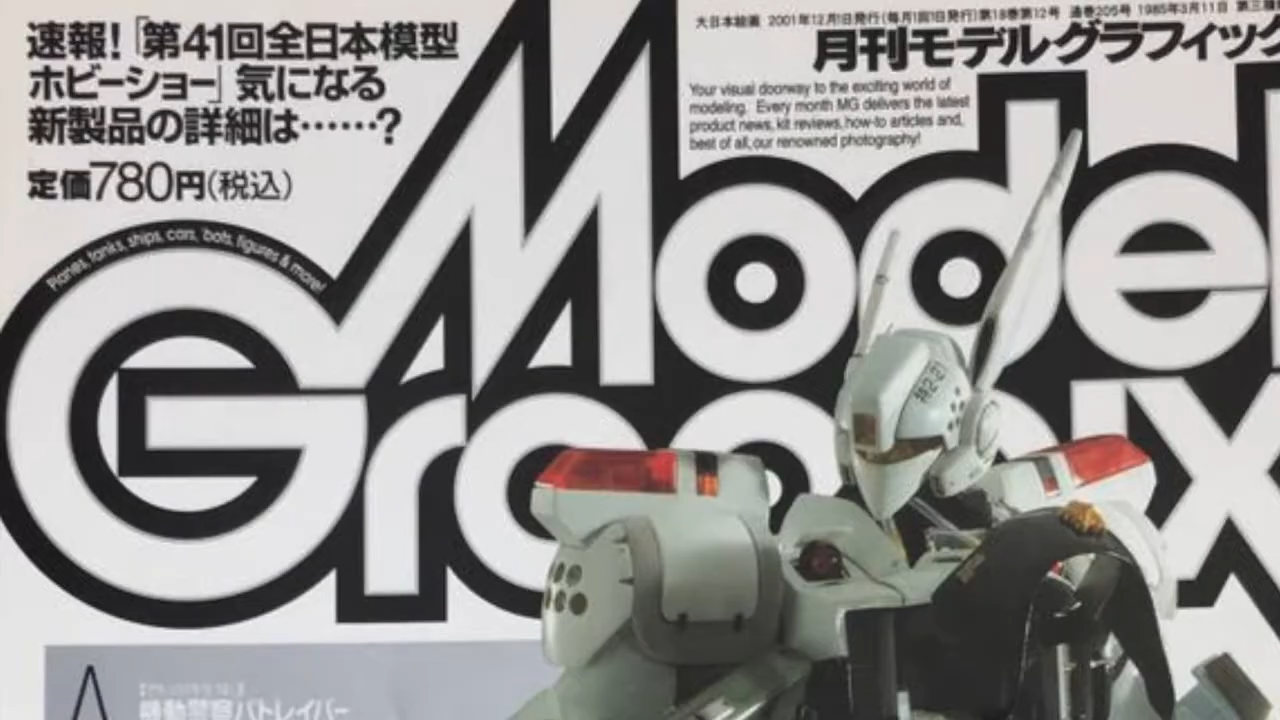 速報！「第41回全日本模型
ホビーショー」気になる
新製品の詳細は……？
定価780円(税込)
大日本絵画 2001年12月1日発行(毎月1回1日発行)第18巻第12号 通巻205号 1985年3月11日 第三種
月刊モデルグラフィック
Your visual doorway to the exciting world of
modeling. Every month MG delivers the latest
product news, kit reviews, how-to articles and,
best of all, our renowned photography!
Model
Planes, tanks, ships, cars, bots, figures & more!
Gra
ix
機動警察パトレイバー